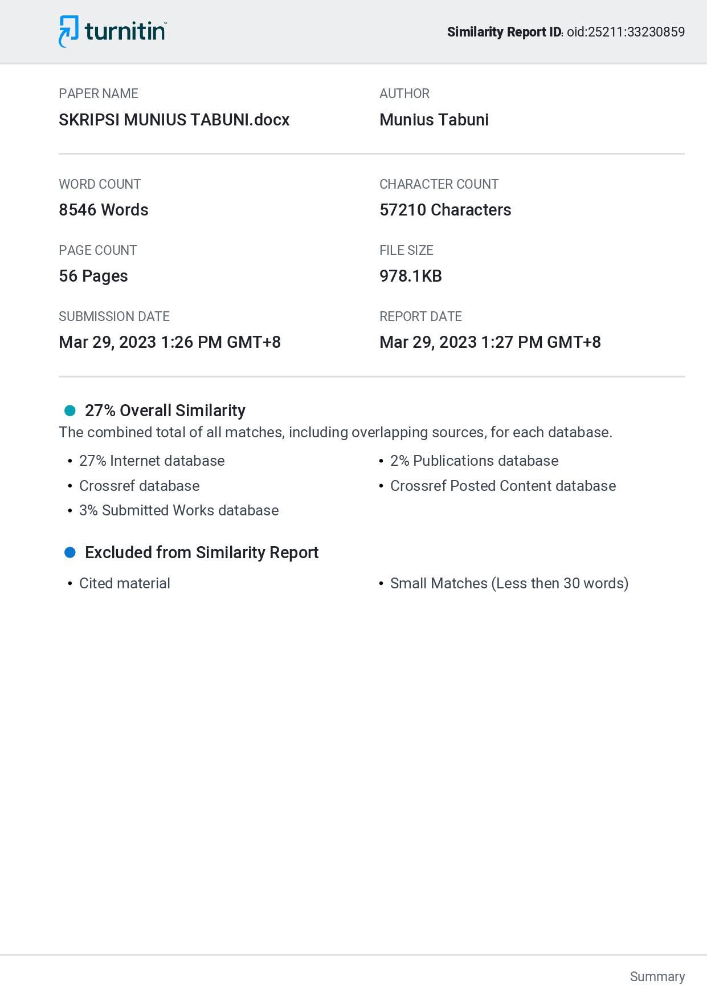 turnitin™
Similarity Report ID: oid:25211:33230859
PAPER NAME
AUTHOR
SKRIPSI MUNIUS TABUNI.docx
Munius Tabuni
WORD COUNT
CHARACTER COUNT
8546 Words
57210 Characters
PAGE COUNT
FILE SIZE
56 Pages
978.1KB
SUBMISSION DATE
REPORT DATE
Mar 29, 2023 1:26 PM GMT+8
Mar 29, 2023 1:27 PM GMT+8
27% Overall Similarity
The combined total of all matches, including overlapping sources, for each database.
• 27% Internet database
• 2% Publications database
• Crossref database
• Crossref Posted Content database
• 3% Submitted Works database
Excluded from Similarity Report
• Cited material
• Small Matches (Less then 30 words)
Summary